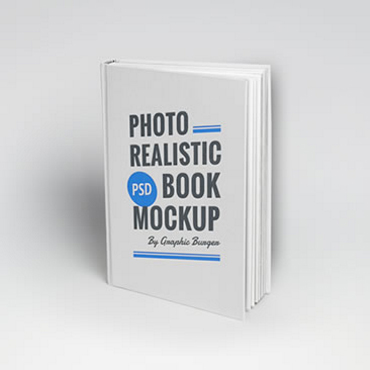 PHOTO
REALISTIC
PSD BOOK
MOCKUP
By Graphic Burger